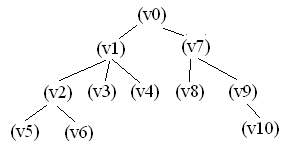 (v0)
(v1) (v7)
(v2) (v3) (v4) (v8) (v9)
(v5) (v6) (v10)